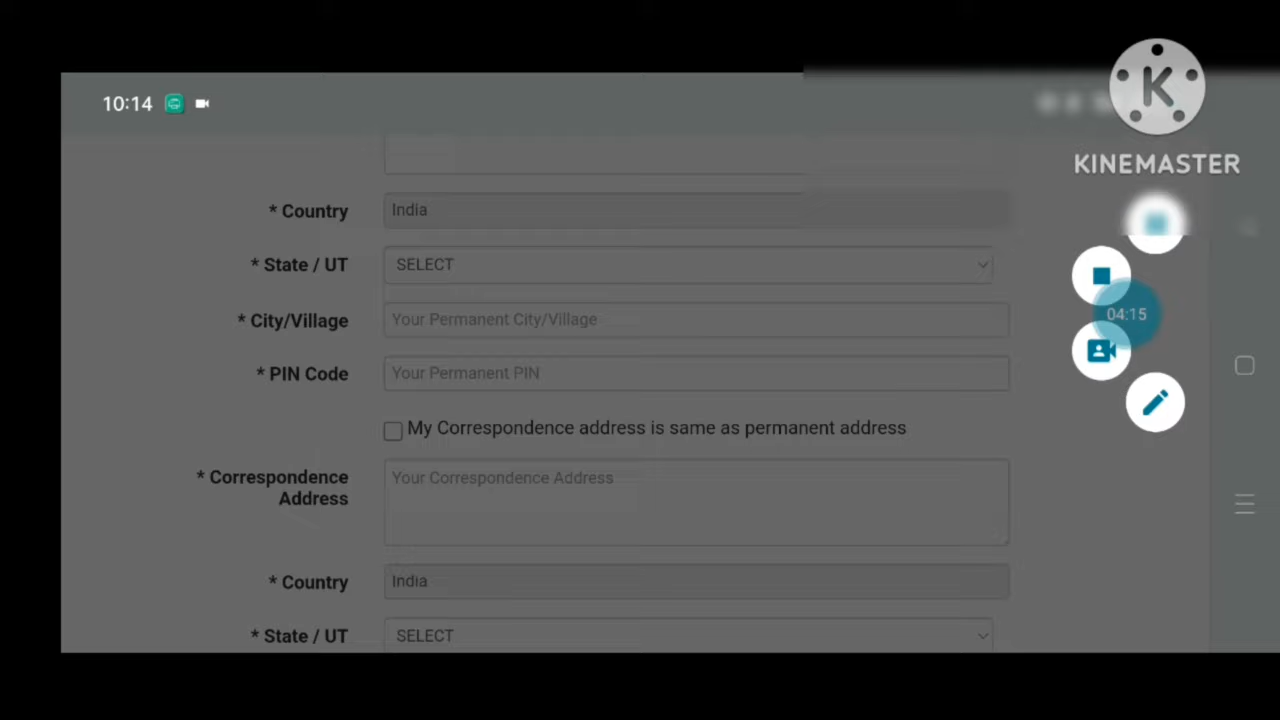 10:14
KINEMASTER
* Country
India
* State / UT
SELECT
* City/Village
Your Permanent City/Village
04:15
* PIN Code
Your Permanent PIN
My Correspondence address is same as permanent address
* Correspondence
Address
Your Correspondence Address
* Country
India
* State / UT
SELECT